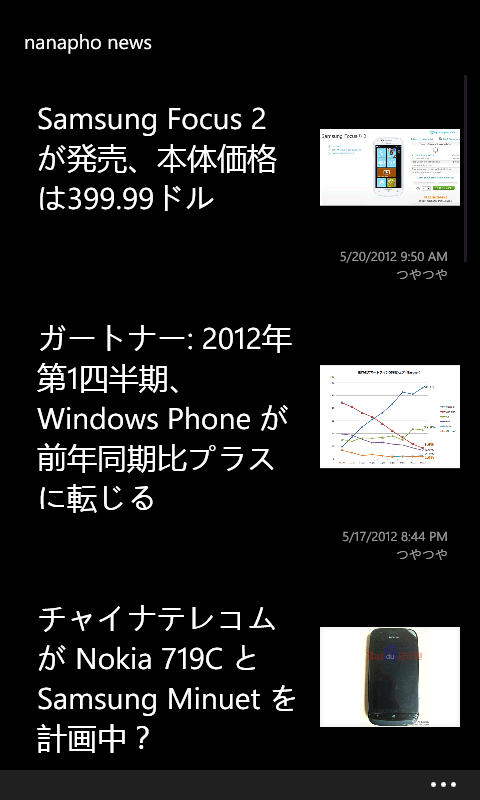 nanapho news
Samsung Focus 2
が発売、本体価格
は399.99ドル
Samsung Focus 2
5/20/2012 9:50 AM
つやつや
ガートナー: 2012年
第1四半期、
Windows Phone が
前年同期比プラス
に転じる
5/17/2012 8:44 PM
つやつや
チャイナテレコム
が Nokia 719C と
Samsung Minuet を
計画中？